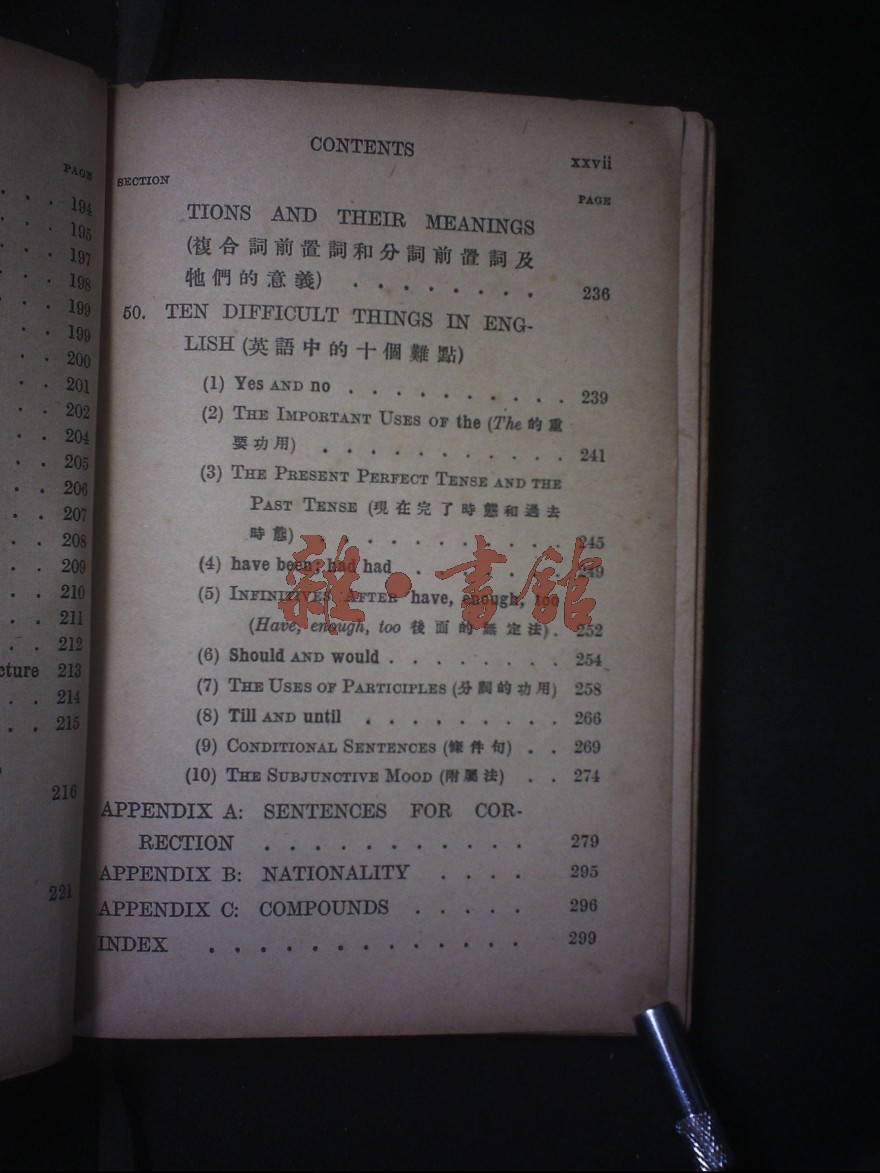 PAGE
194
195
197
198
199
199
200
201
202
204
205
206
207
208
209
210
211
212
cture 213
214
215
216
221
CONTENTS
xxvii
SECTION
PAGE
TIONS AND THEIR MEANINGS
(複合詞前置詞和分詞前置詞及
牠們的意義) . . . . . . . . 236
50. TEN DIFFICULT THINGS IN ENG-
LISH (英語中的十個難點)
(1) Yes AND no . . . . . . . . . . 239
(2) THE IMPORTANT USES OF the (The 的重
要功用) . . . . . . . . . . . 241
(3) THE PRESENT PERFECT TENSE AND THE
PAST TENSE (現在完了時態和過去
時態) . . . . . . . . . . . 245
(4) have been; had had . . . . . . . 249
(5) INFINITIVES AFTER have, enough, too
(Have, enough, too 後面的無定法) . 252
(6) Should AND would . . . . . . . . 254
(7) THE USES OF PARTICIPLES (分詞的功用) 258
(8) Till AND until . . . . . . . . . 266
(9) CONDITIONAL SENTENCES (條件句) . . 269
(10) THE SUBJUNCTIVE MOOD (附屬法) . . 274
APPENDIX A: SENTENCES FOR COR-
RECTION . . . . . . . . . . . 279
APPENDIX B: NATIONALITY . . . . 295
APPENDIX C: COMPOUNDS . . . . . 296
INDEX . . . . . . . . . . . . . 299
雜·書館